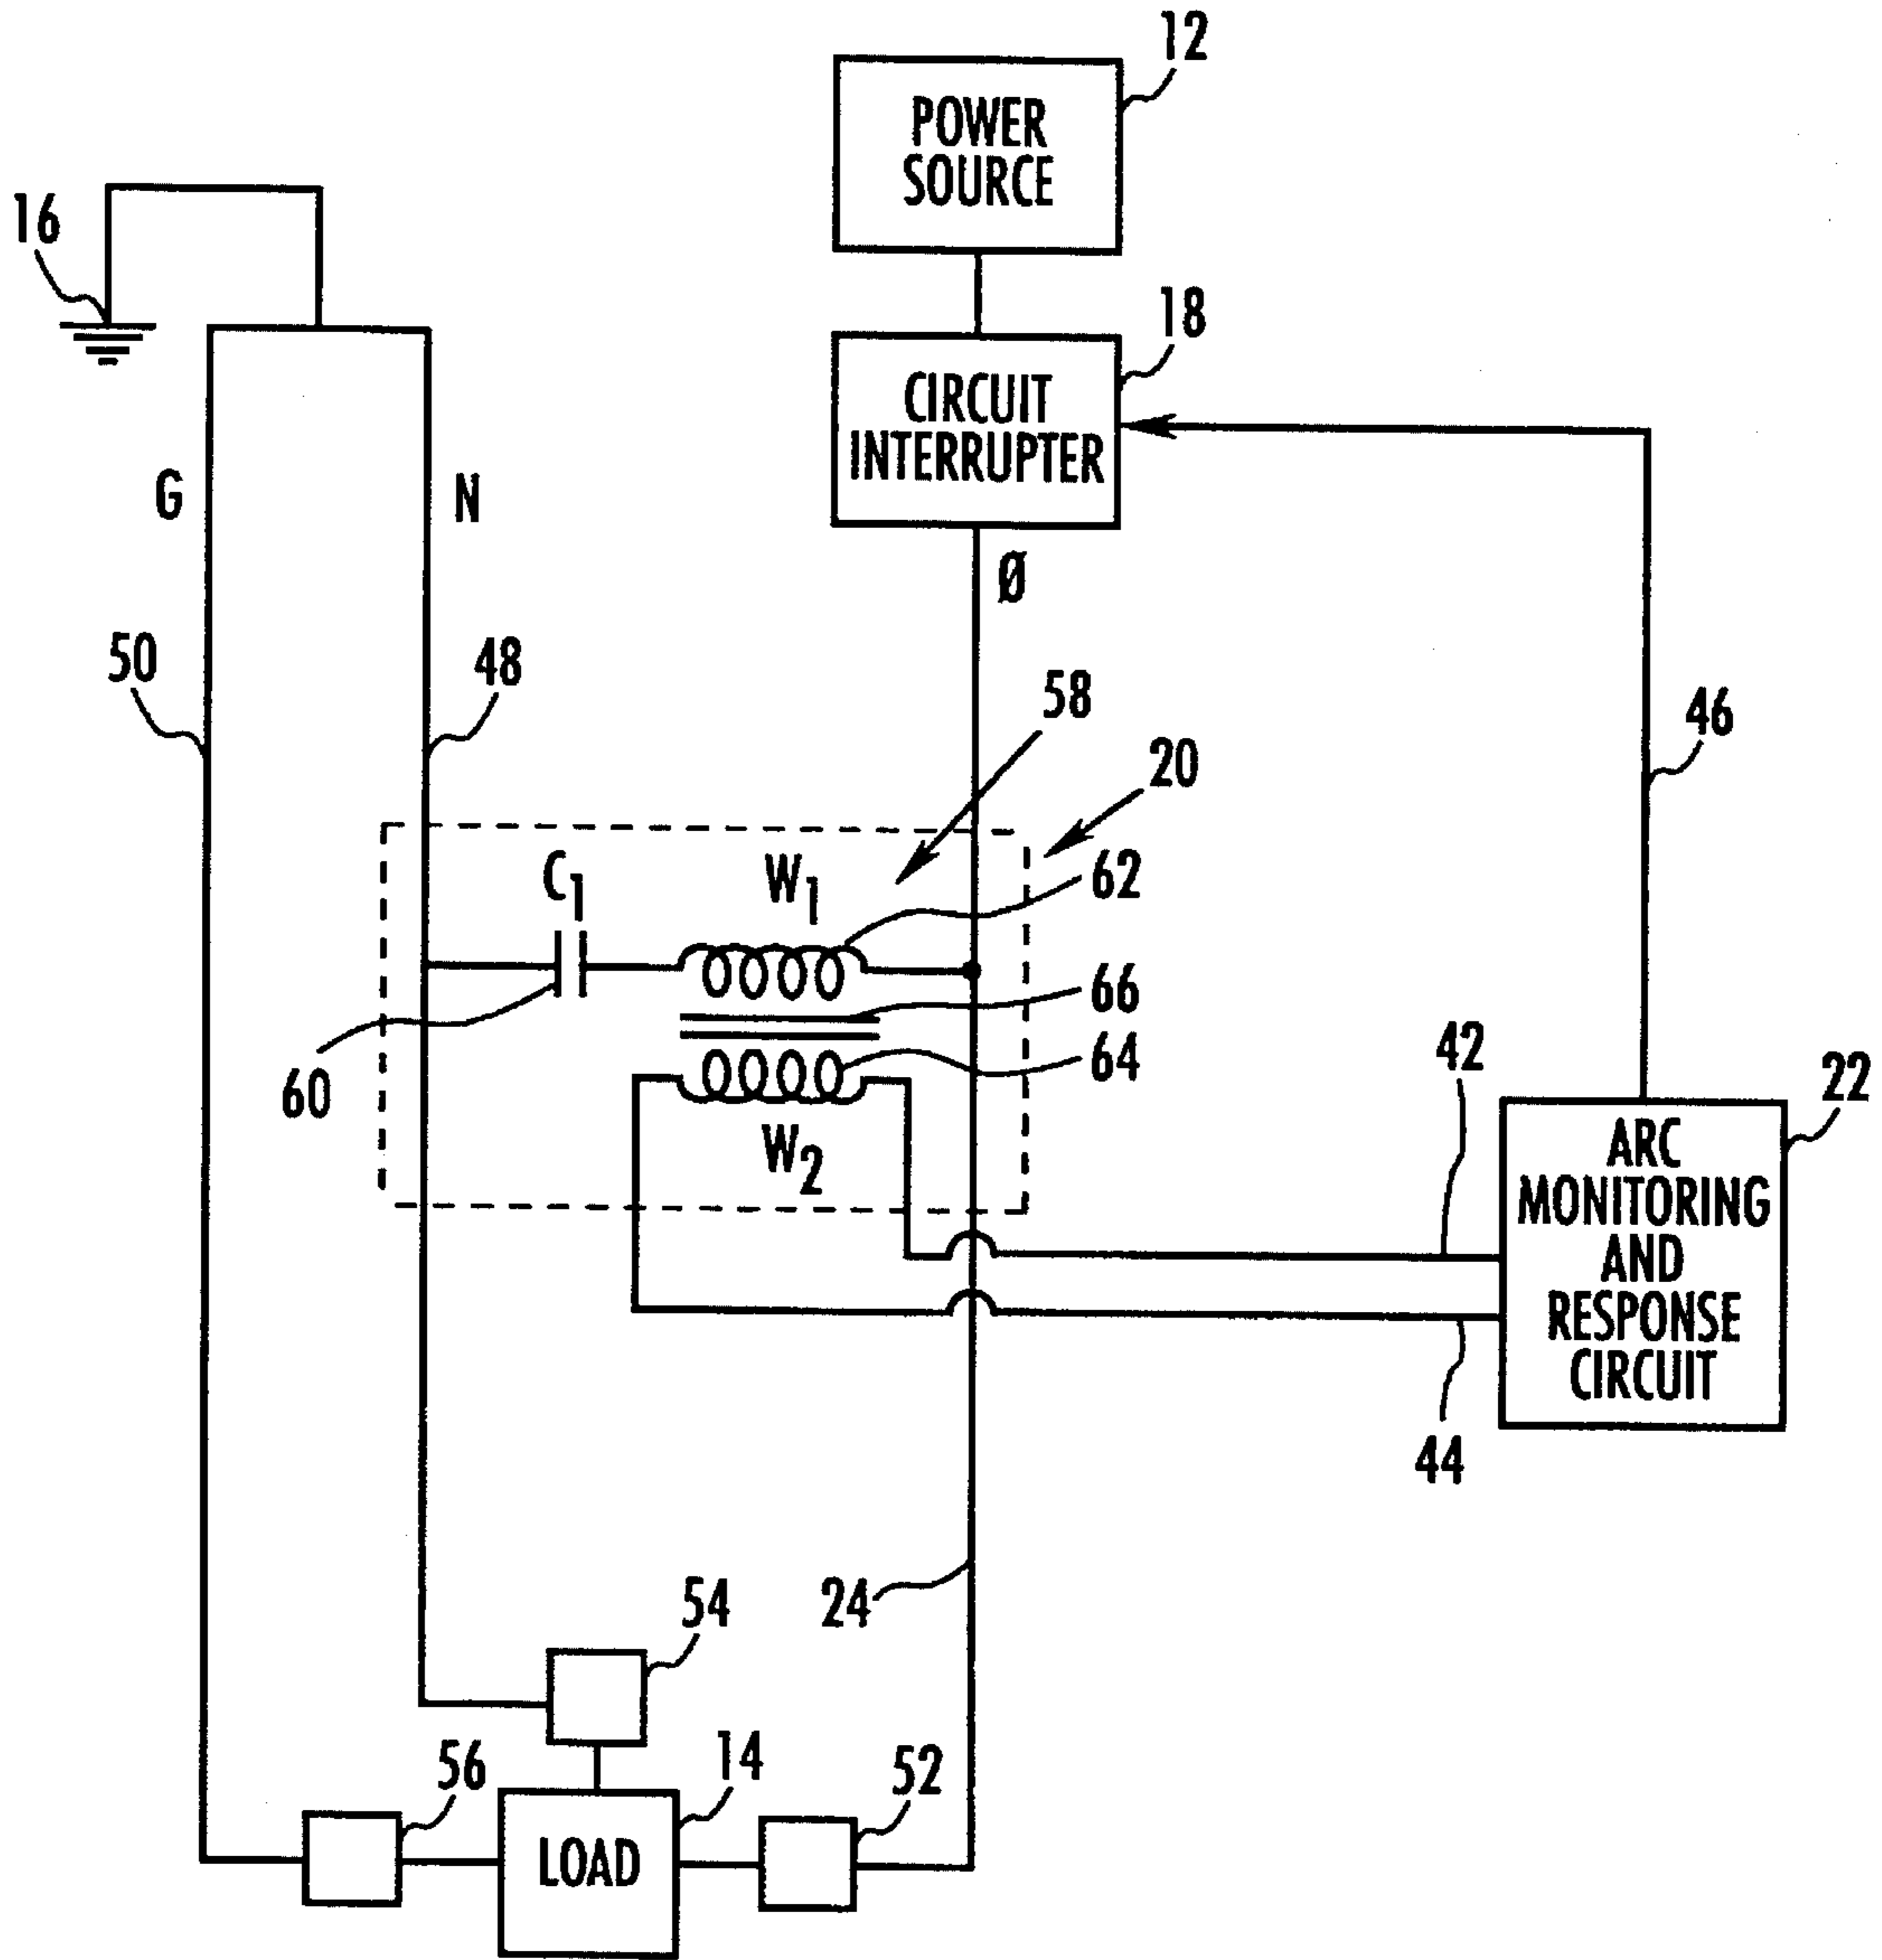 12
POWER
SOURCE
16
18
CIRCUIT
INTERRUPTER
G
N
Ø
50
48
58
46
20
C1
W1
62
66
64
60
42
22
W2
ARC
MONITORING
AND
RESPONSE
CIRCUIT
44
24
54
56
14
52
LOAD